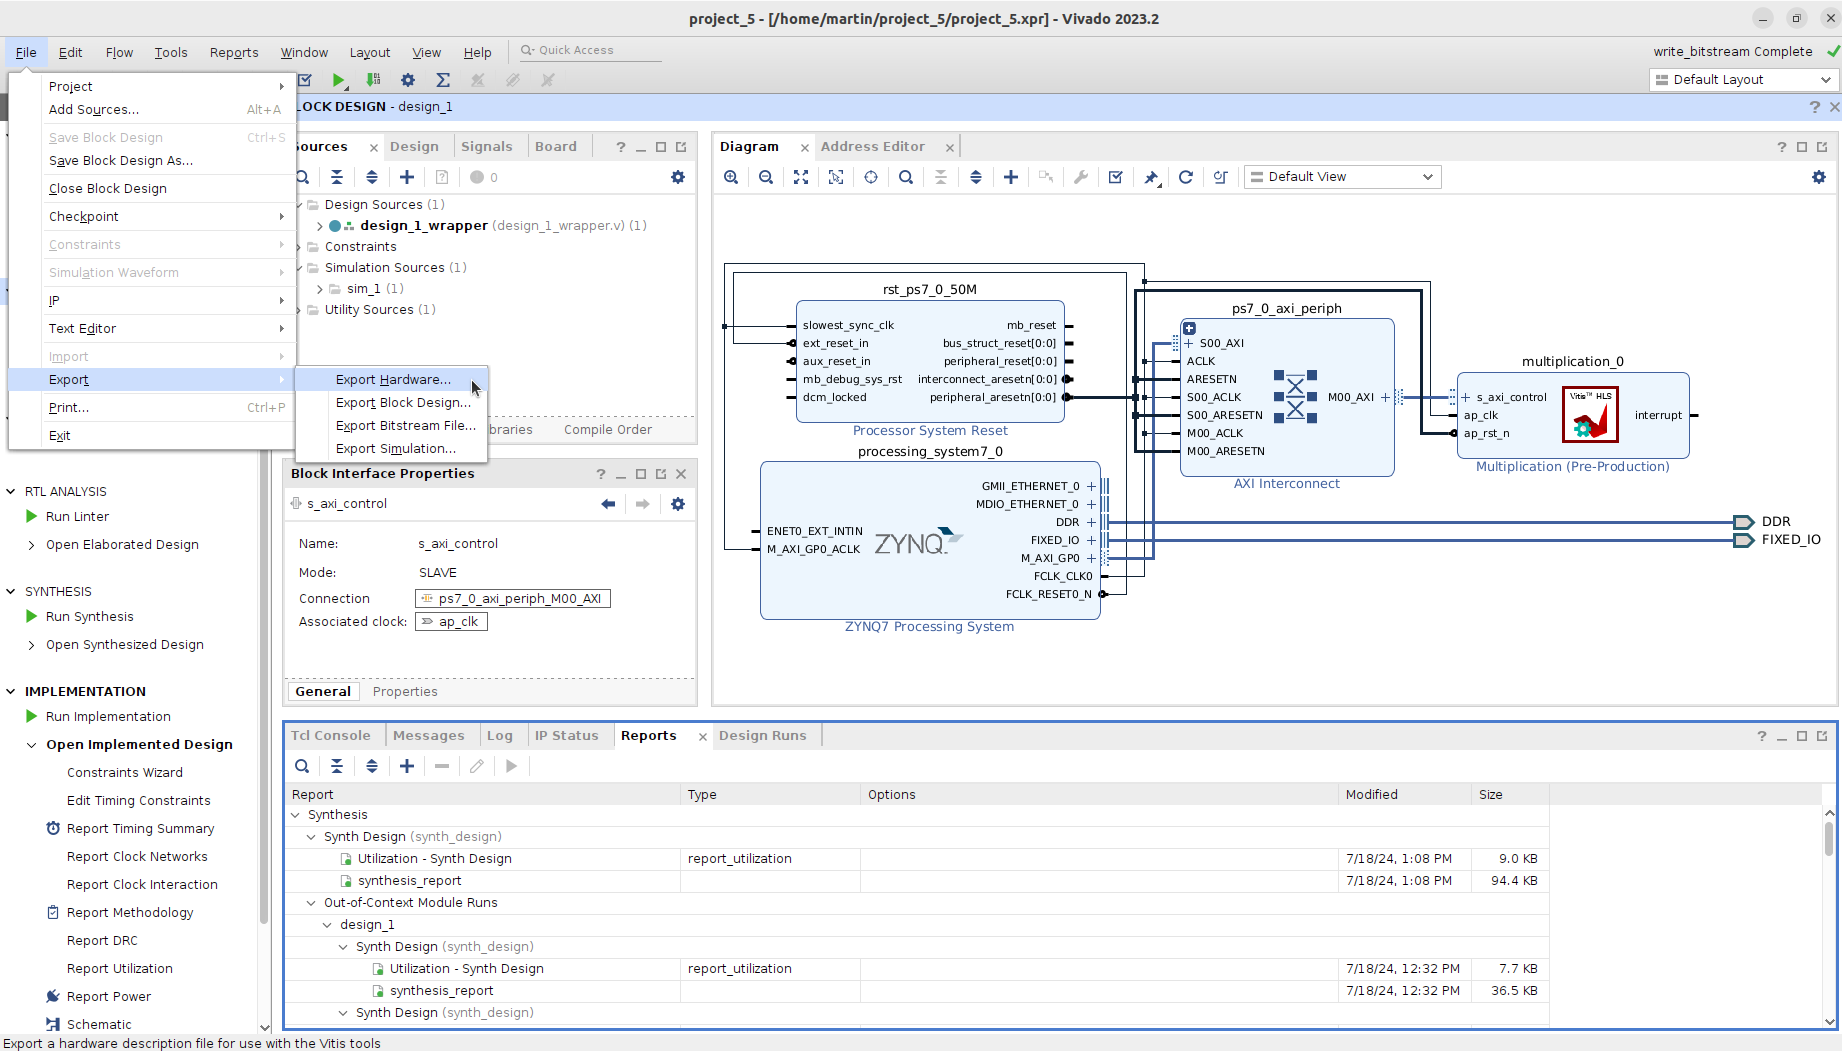 project_5 - [/home/martin/project_5/project_5.xpr] - Vivado 2023.2
File Edit Flow Tools Reports Window Layout View Help Quick Access
write_bitstream Complete
Default Layout
Project
Add Sources... Alt+A
Save Block Design Ctrl+S
Save Block Design As...
Close Block Design
Checkpoint
Constraints
Simulation Waveform
IP
Text Editor
Import
Export
Print... Ctrl+P
Exit
Export Hardware...
Export Block Design...
Export Bitstream File...
Export Simulation...
LOCK DESIGN - design_1
Sources Design Signals Board
0
Design Sources (1)
design_1_wrapper (design_1_wrapper.v) (1)
Constraints
Simulation Sources (1)
sim_1 (1)
Utility Sources (1)
braries Compile Order
Block Interface Properties
s_axi_control
Name: s_axi_control
Mode: SLAVE
Connection ps7_0_axi_periph_M00_AXI
Associated clock: ap_clk
General Properties
RTL ANALYSIS
Run Linter
Open Elaborated Design
SYNTHESIS
Run Synthesis
Open Synthesized Design
IMPLEMENTATION
Run Implementation
Open Implemented Design
Constraints Wizard
Edit Timing Constraints
Report Timing Summary
Report Clock Networks
Report Clock Interaction
Report Methodology
Report DRC
Report Utilization
Report Power
Schematic
Diagram Address Editor
Default View
rst_ps7_0_50M
slowest_sync_clk mb_reset
ext_reset_in bus_struct_reset[0:0]
aux_reset_in peripheral_reset[0:0]
mb_debug_sys_rst interconnect_aresetn[0:0]
dcm_locked peripheral_aresetn[0:0]
Processor System Reset
processing_system7_0
GMII_ETHERNET_0
MDIO_ETHERNET_0
DDR
FIXED_IO
M_AXI_GP0
FCLK_CLK0
FCLK_RESET0_N
ENET0_EXT_INTIN
M_AXI_GP0_ACLK
ZYNQ
ZYNQ7 Processing System
ps7_0_axi_periph
S00_AXI
ACLK
ARESETN
S00_ACLK
S00_ARESETN
M00_ACLK
M00_ARESETN
M00_AXI
AXI Interconnect
multiplication_0
s_axi_control
ap_clk
ap_rst_n
Vitis™ HLS
interrupt
Multiplication (Pre-Production)
DDR
FIXED_IO
Tcl Console Messages Log IP Status Reports Design Runs
Report Type Options Modified Size
Synthesis
Synth Design (synth_design)
Utilization - Synth Design report_utilization 7/18/24, 1:08 PM 9.0 KB
synthesis_report 7/18/24, 1:08 PM 94.4 KB
Out-of-Context Module Runs
design_1
Synth Design (synth_design)
Utilization - Synth Design report_utilization 7/18/24, 12:32 PM 7.7 KB
synthesis_report 7/18/24, 12:32 PM 36.5 KB
Synth Design (synth_design)
Export a hardware description file for use with the Vitis tools